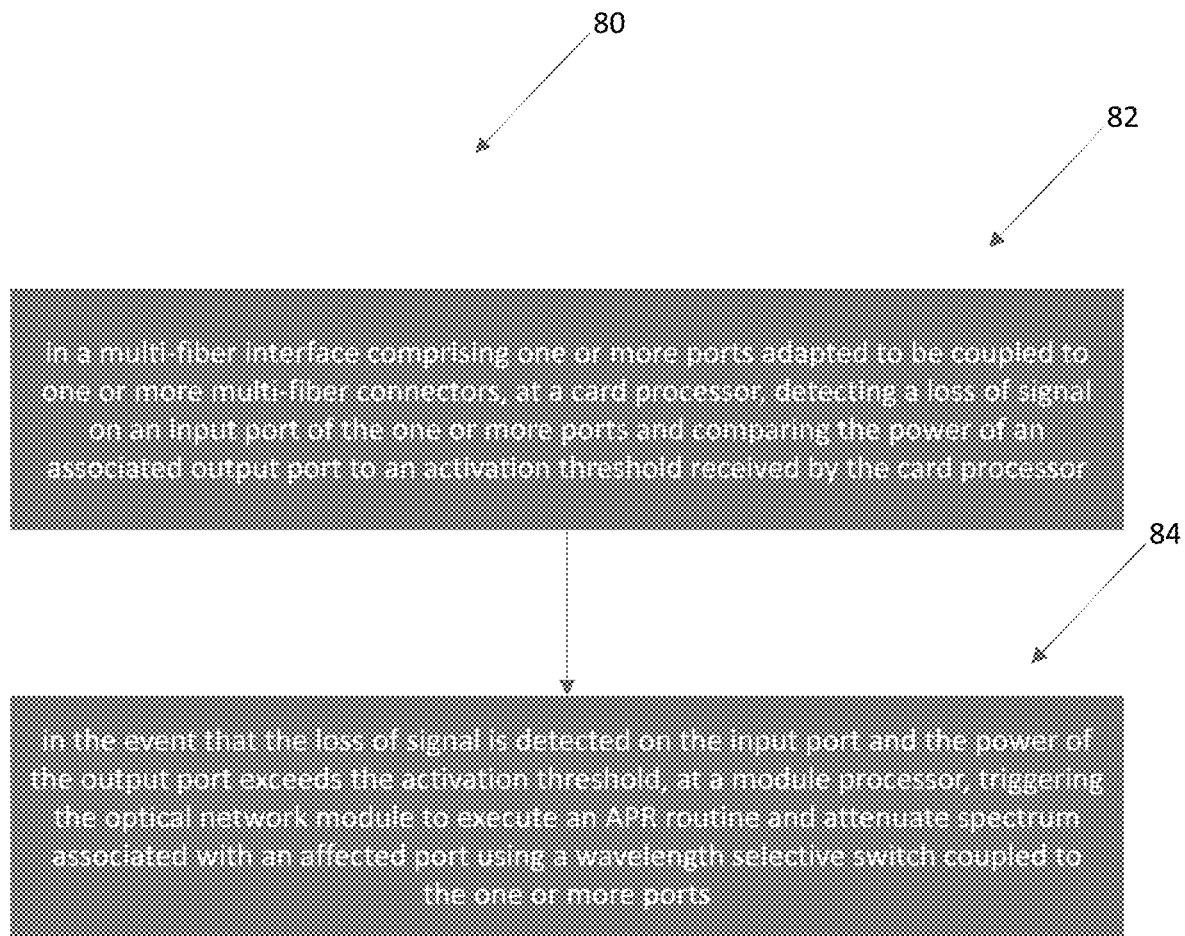 80
82
in a multi-fiber interface comprising one or more ports adapted to be coupled to
one or more multi-fiber connectors, at a card processor, detecting a loss of signal
on an input port of the one or more ports and comparing the power of an
associated output port to an activation threshold received by the card processor
84
in the event that the loss of signal is detected on the input port and the power of
the output port exceeds the activation threshold, at a module processor, triggering
the optical network module to execute an APR routine and attenuate spectrum
associated with an affected port using a wavelength selective switch coupled to
the one or more ports